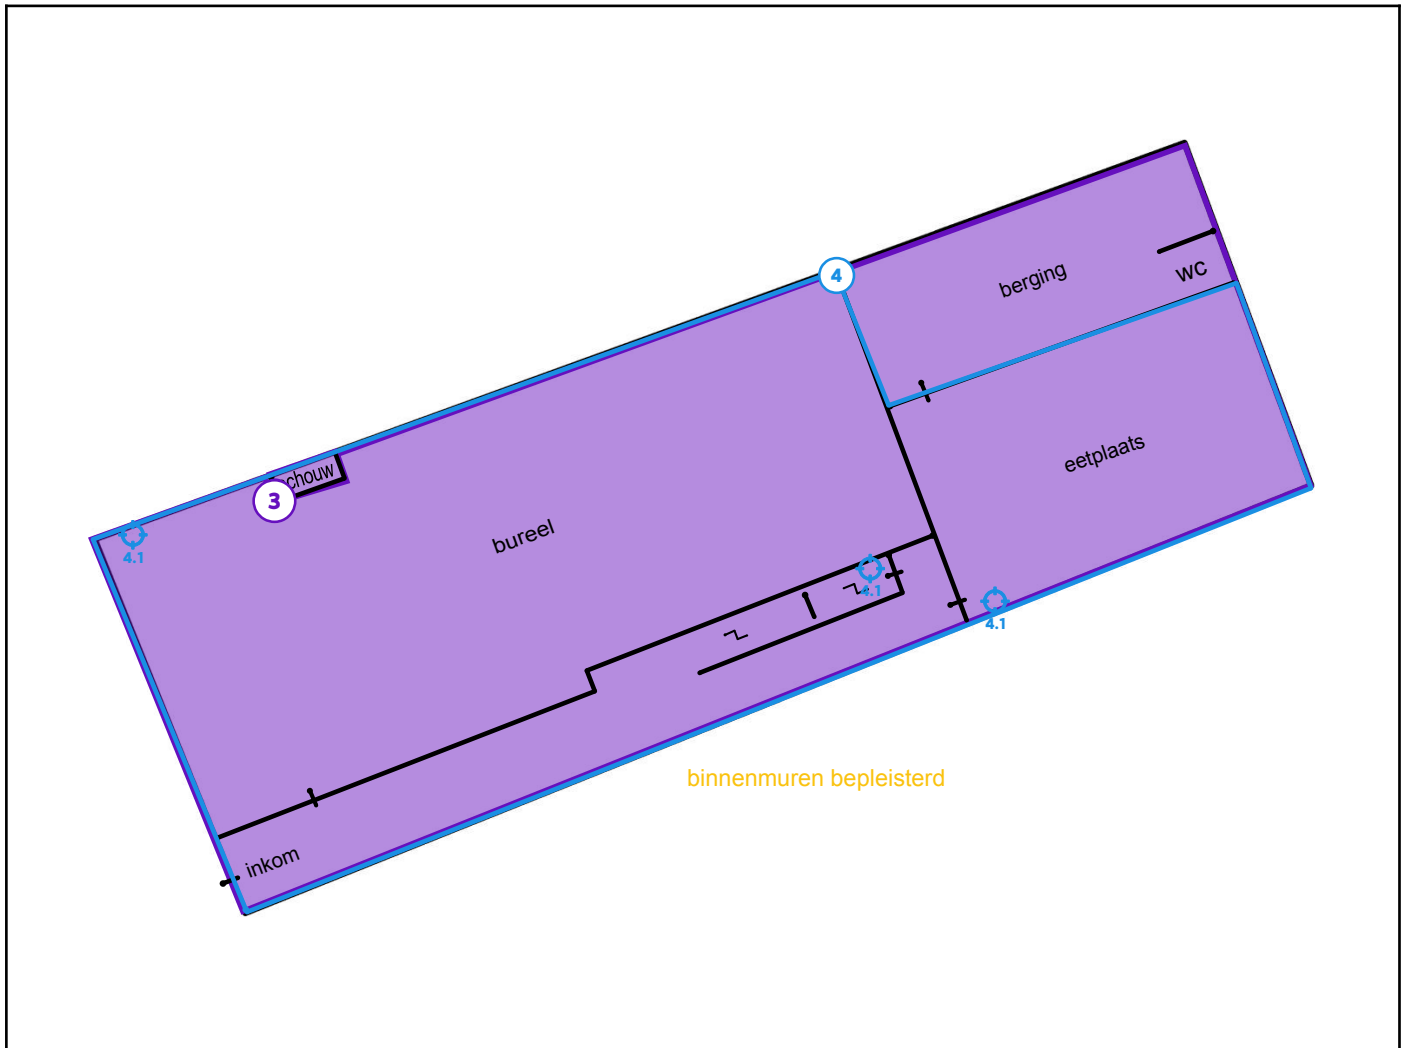 4
berging
wc
eetplaats
chouw
3
bureel
4.1
4.1
4.1
binnenmuren bepleisterd
inkom